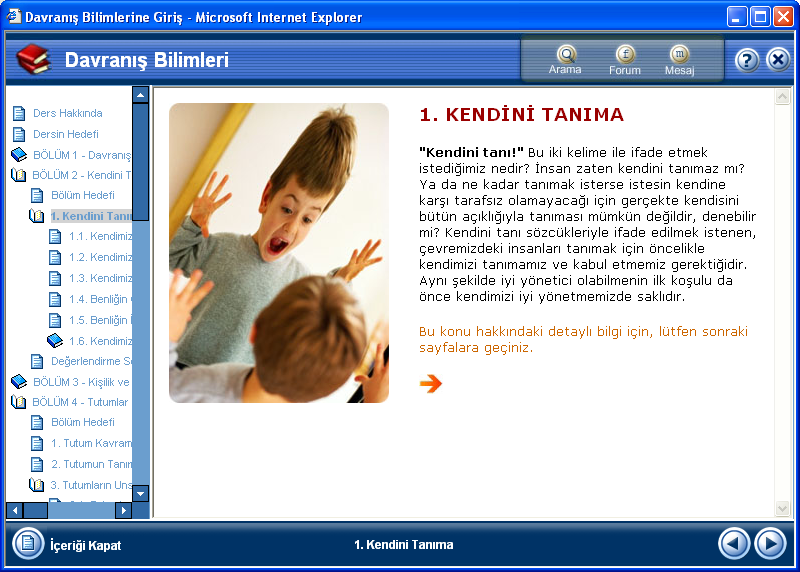 Davranış Bilimlerine Giriş - Microsoft Internet Explorer
Davranış Bilimleri
Arama
Forum
Mesaj
Ders Hakkında
Dersin Hedefi
BÖLÜM 1 - Davranış
BÖLÜM 2 - Kendini T
Bölüm Hedefi
1. Kendini Tanı
1.1. Kendimiz
1.2. Kendimiz
1.3. Kendimiz
1.4. Benliğin
1.5. Benliğin
1.6. Kendimiz
Değerlendirme So
BÖLÜM 3 - Kişilik ve
BÖLÜM 4 - Tutumlar
Bölüm Hedefi
1. Tutum Kavram
2. Tutumun Tanım
3. Tutumların Uns
1. KENDİNİ TANIMA
"Kendini tanı!" Bu iki kelime ile ifade etmek
istediğimiz nedir? İnsan zaten kendini tanımaz mı?
Ya da ne kadar tanımak isterse istesin kendine
karşı tarafsız olamayacağı için gerçekte kendisini
bütün açıklığıyla tanıması mümkün değildir, denebilir
mi? Kendini tanı sözcükleriyle ifade edilmek istenen,
çevremizdeki insanları tanımak için öncelikle
kendimizi tanımamız ve kabul etmemiz gerektiğidir.
Aynı şekilde iyi yönetici olabilmenin ilk koşulu da
önce kendimizi iyi yönetmemizde saklıdır.
Bu konu hakkındaki detaylı bilgi için, lütfen sonraki
sayfalara geçiniz.
İçeriği Kapat
1. Kendini Tanıma